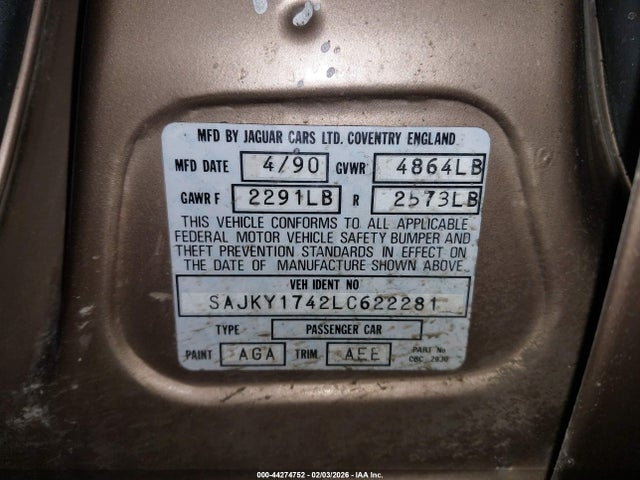 MFD BY JAGUAR CARS LTD. COVENTRY ENGLAND
MFD DATE 4/90 GVWR 4864LB
GAWR F 2291LB R 2573LB
THIS VEHICLE CONFORMS TO ALL APPLICABLE
FEDERAL MOTOR VEHICLE SAFETY BUMPER AND
THEFT PREVENTION STANDARDS IN EFFECT ON
THE DATE OF MANUFACTURE SHOWN ABOVE.
VEH IDENT NO
SAJKY1742LC622281
TYPE PASSENGER CAR
PAINT AGA TRIM AEE PART No
CBC
000-44274752 - 02/03/2026 - IAA Inc.